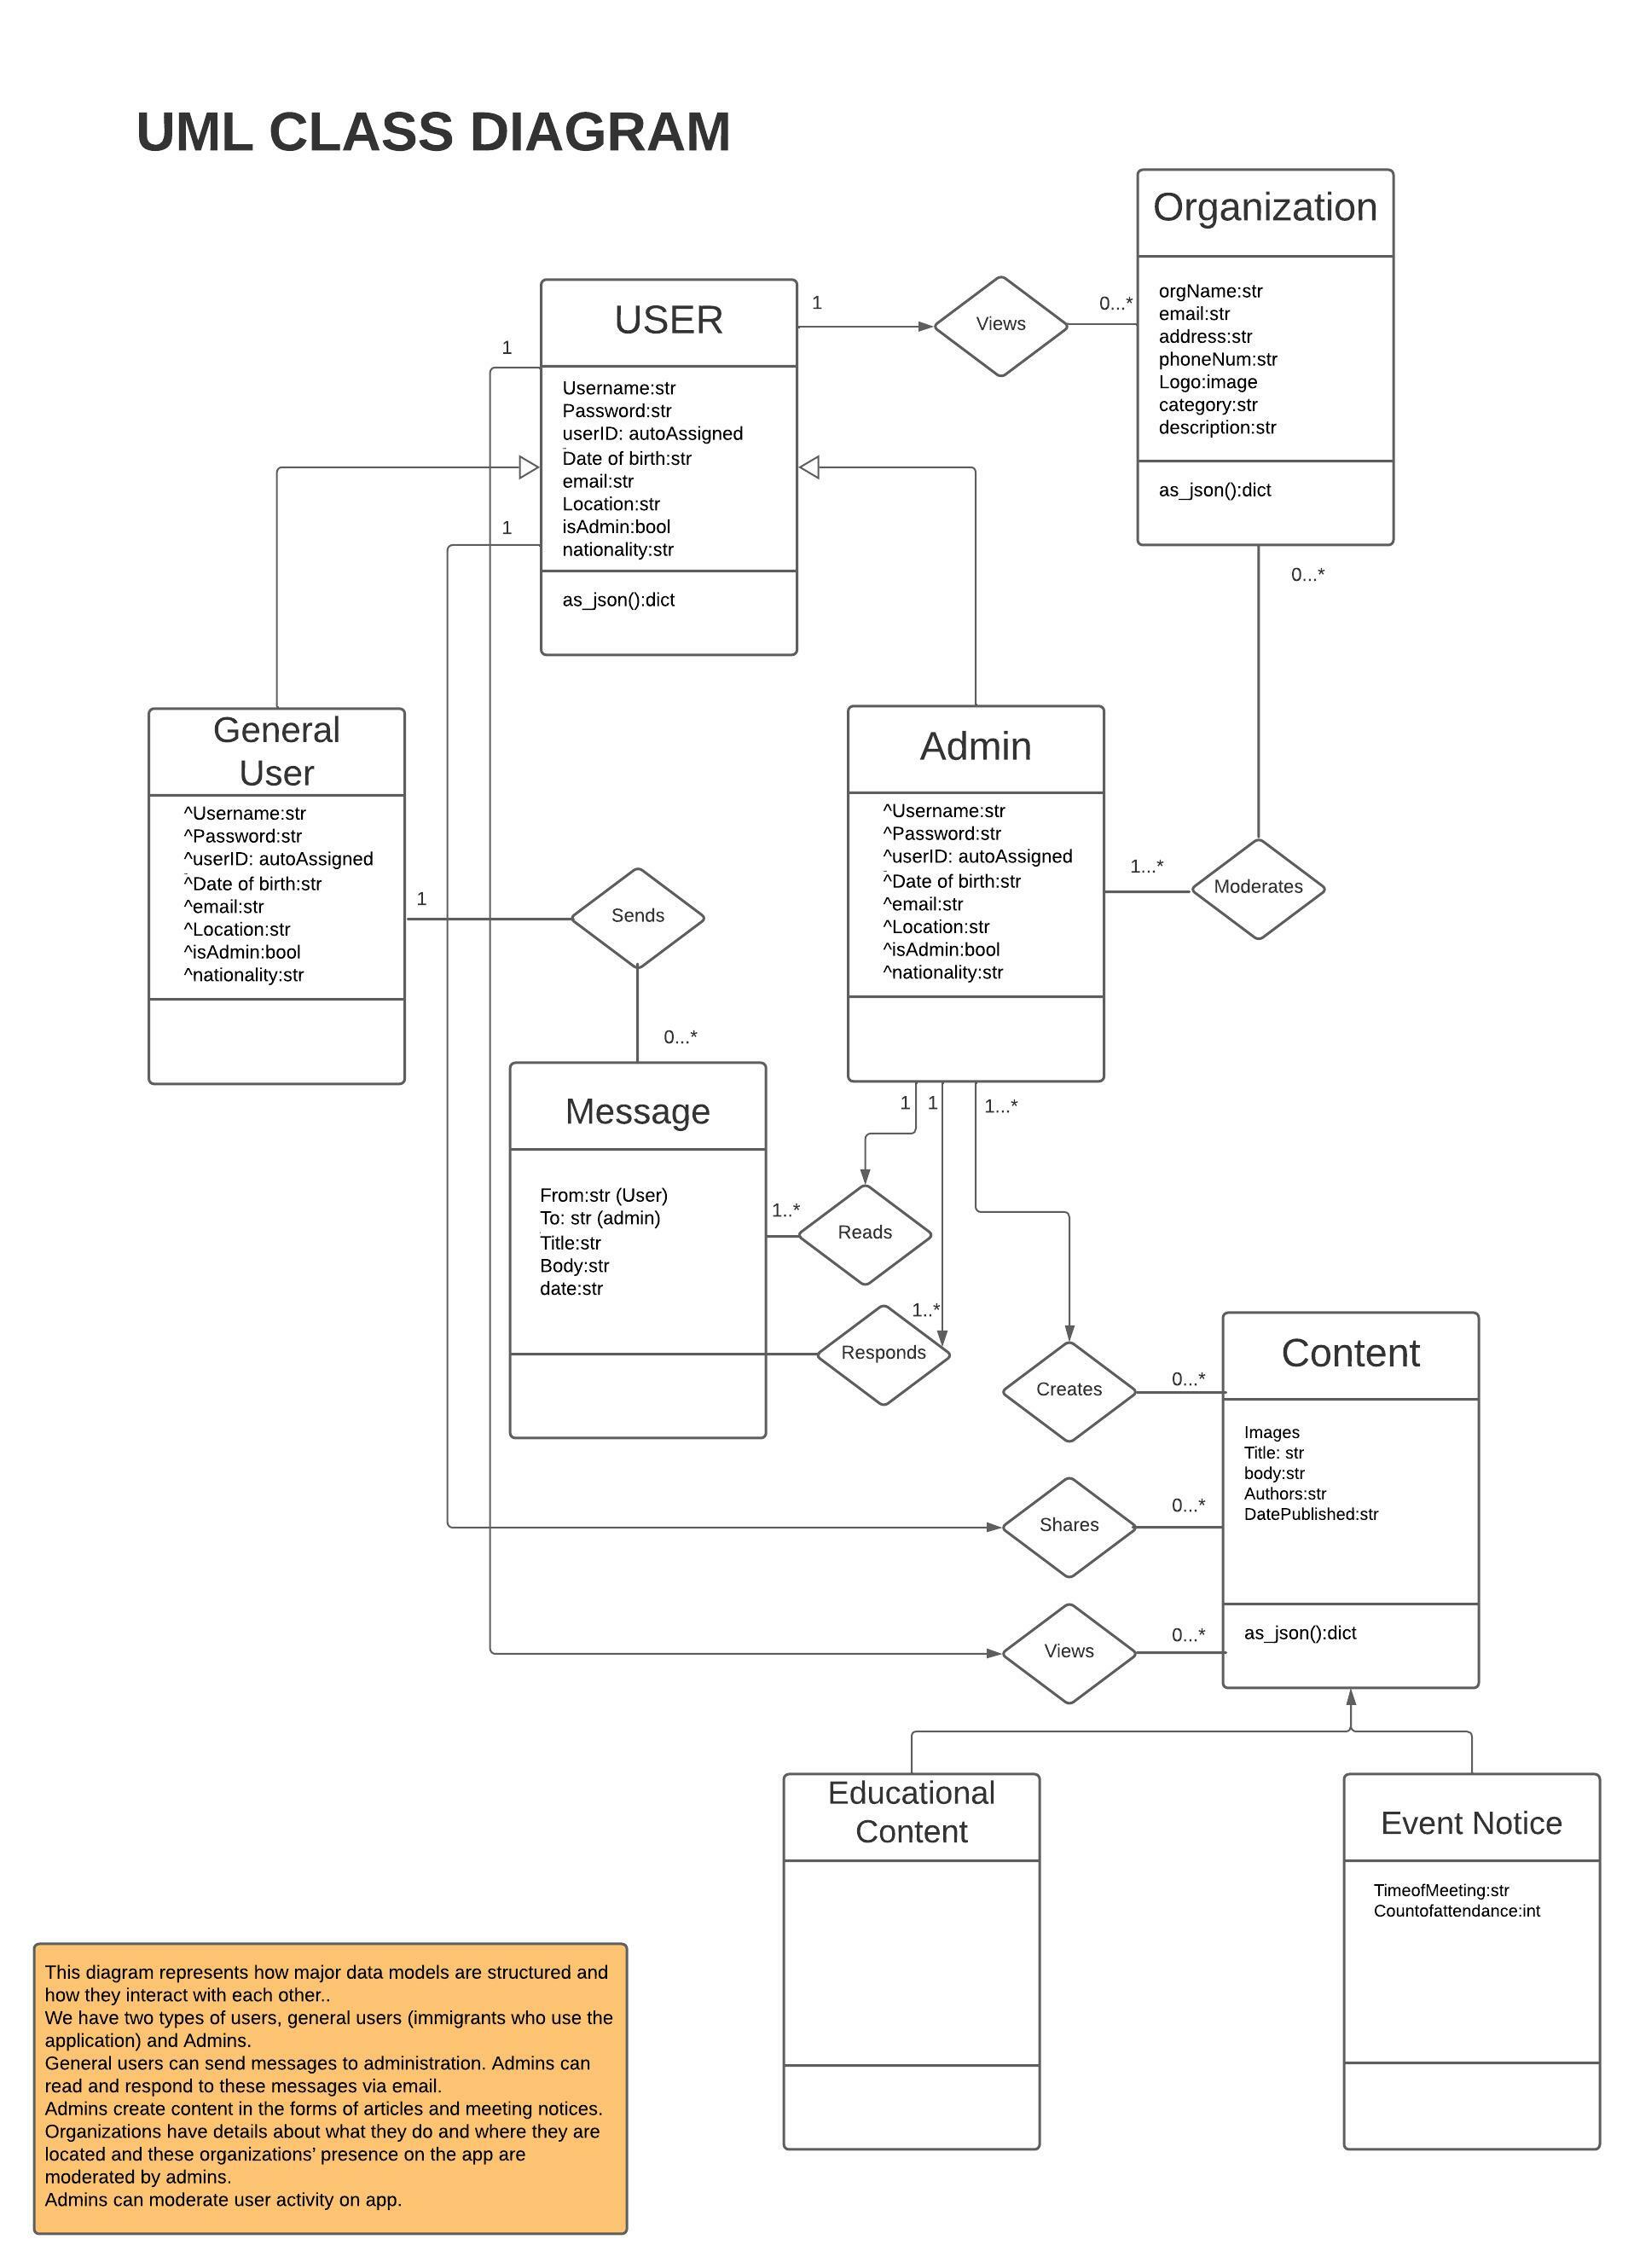 UML CLASS DIAGRAM
Organization
orgName:str
email:str
address:str
phoneNum:str
Logo:image
category:str
description:str
as_json():dict
0...*
USER
Username:str
Password:str
userID: autoAssigned
Date of birth:str
email:str
Location:str
isAdmin:bool
nationality:str
as_json():dict
1
1
1
Views
0...*
General
User
^Username:str
^Password:str
^userID: autoAssigned
^Date of birth:str
^email:str
^Location:str
^isAdmin:bool
^nationality:str
1
Sends
0...*
Admin
^Username:str
^Password:str
^userID: autoAssigned
^Date of birth:str
^email:str
^Location:str
^isAdmin:bool
^nationality:str
1...*
Moderates
1
1
1...*
Message
From:str (User)
To: str (admin)
Title:str
Body:str
date:str
1..*
Reads
1..*
Responds
Creates
0...*
Shares
0...*
Views
0...*
Content
Images
Title: str
body:str
Authors:str
DatePublished:str
as_json():dict
Educational
Content
Event Notice
TimeofMeeting:str
Countofattendance:int
This diagram represents how major data models are structured and
how they interact with each other..
We have two types of users, general users (immigrants who use the
application) and Admins.
General users can send messages to administration. Admins can
read and respond to these messages via email.
Admins create content in the forms of articles and meeting notices.
Organizations have details about what they do and where they are
located and these organizations’ presence on the app are
moderated by admins.
Admins can moderate user activity on app.